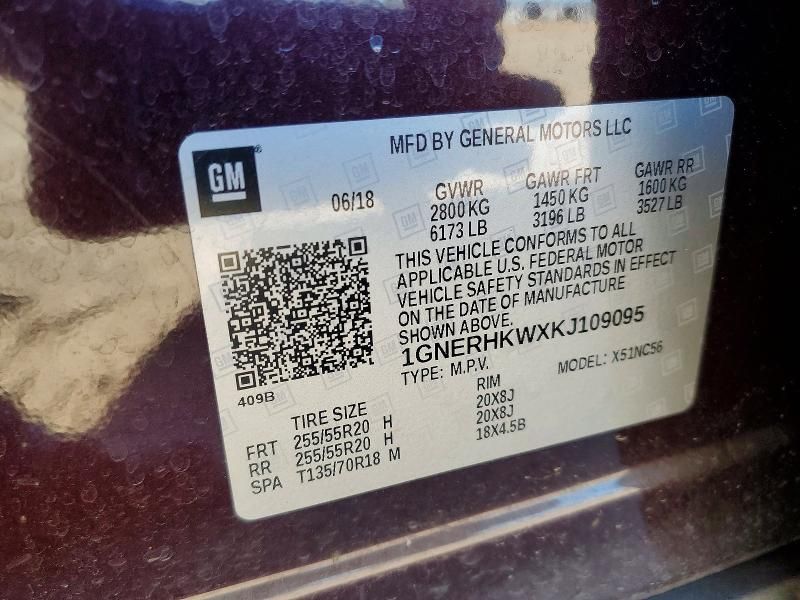 MFD BY GENERAL MOTORS LLC
GM
06/18
GVWR GAWR FRT GAWR RR
2800 KG 1450 KG 1600 KG
6173 LB 3196 LB 3527 LB
THIS VEHICLE CONFORMS TO ALL
APPLICABLE U.S. FEDERAL MOTOR
VEHICLE SAFETY STANDARDS IN EFFECT
ON THE DATE OF MANUFACTURE
SHOWN ABOVE.
1GNERHKWXKJ109095
TYPE: M.P.V. MODEL: X51NC56
409B
TIRE SIZE RIM
FRT 255/55R20 H 20X8J
RR 255/55R20 H 20X8J
SPA T135/70R18 M 18X4.5B